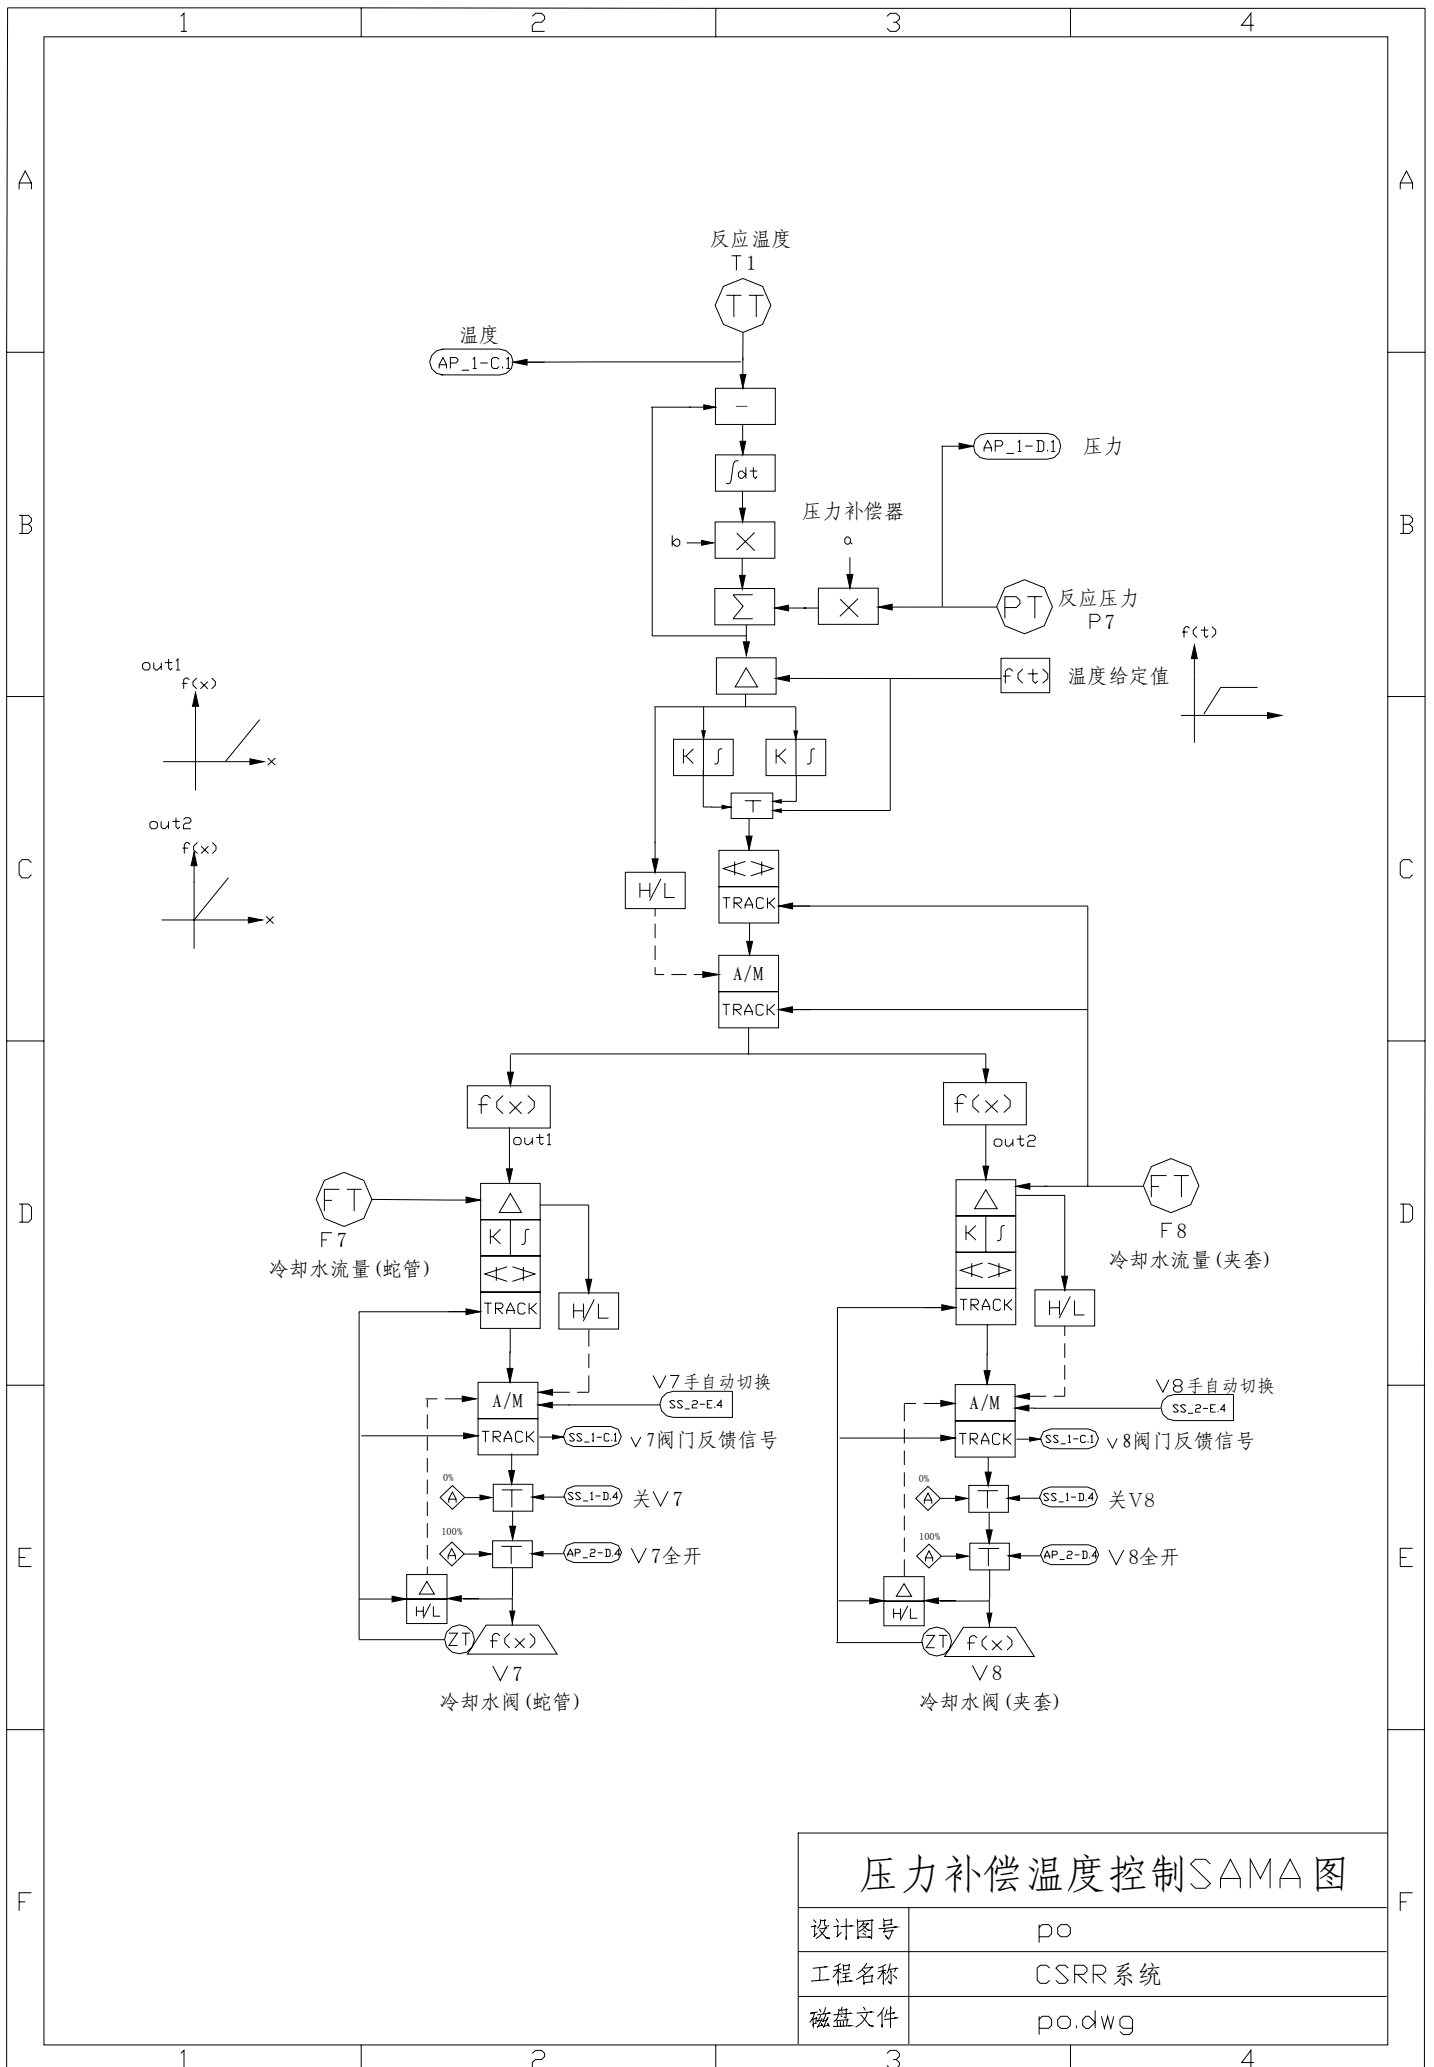 1 2 3 4
A A
反应温度
T1
TT
温度
AP_1-C.1
−
AP_1-D.1 压力
∫dt
B B
压力补偿器
b × a
Σ × PT 反应压力
P7
f(t)
out1
f(x)
△ f(t) 温度给定值
K ∫ K ∫
x
T
out2
f(x)
C C
<>
H/L TRACK
x
A/M
TRACK
f(x) f(x)
out1 out2
FT △ △ FT
D D
F7 K ∫ K ∫ F8
冷却水流量(蛇管) <> <> 冷却水流量(夹套)
TRACK H/L TRACK H/L
V7手自动切换 V8手自动切换
A/M SS_2-E.4 A/M SS_2-E.4
TRACK SS_1-C.1 V7阀门反馈信号 TRACK SS_1-C.1 V8阀门反馈信号
0% 0%
A T SS_1-D.4 关V7 A T SS_1-D.4 关V8
100% 100%
E A T AP_2-D.4 V7全开 A T AP_2-D.4 V8全开 E
△ △
H/L H/L
ZT f(x) ZT f(x)
V7 V8
冷却水阀(蛇管) 冷却水阀(夹套)
压力补偿温度控制SAMA图
F F
设计图号 po
工程名称 CSRR系统
磁盘文件 po.dwg
1 2 3 4